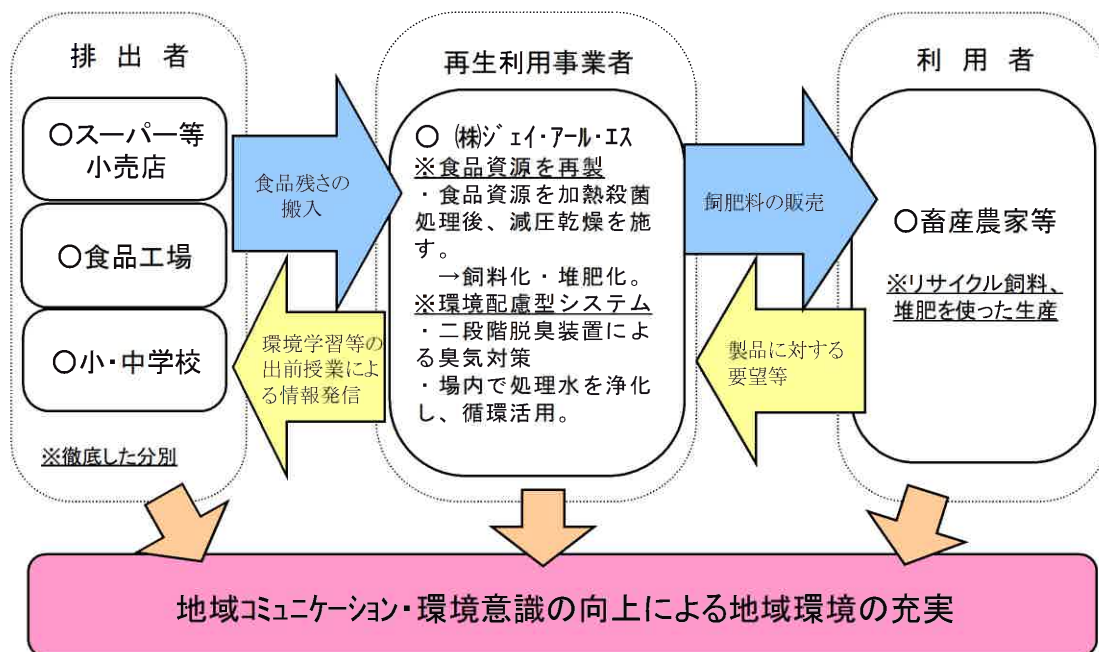 排出者
○スーパー等
小売店
○食品工場
○小・中学校
※徹底した分別
食品残さの
搬入
環境学習等の
出前授業によ
る情報発信
再生利用事業者
○ ㈱ｼﾞｪｲ･ｱｰﾙ･ｴｽ
※食品資源を再製
・食品資源を加熱殺菌
処理後、減圧乾燥を施
す。
→飼料化・堆肥化。
※環境配慮型システム
・二段階脱臭装置によ
る臭気対策
・場内で処理水を浄化
し、循環活用。
飼肥料の販売
製品に対する
要望等
利用者
○畜産農家等
※リサイクル飼料、
堆肥を使った生産
地域ｺﾐｭﾆｹｰｼｮﾝ･環境意識の向上による地域環境の充実